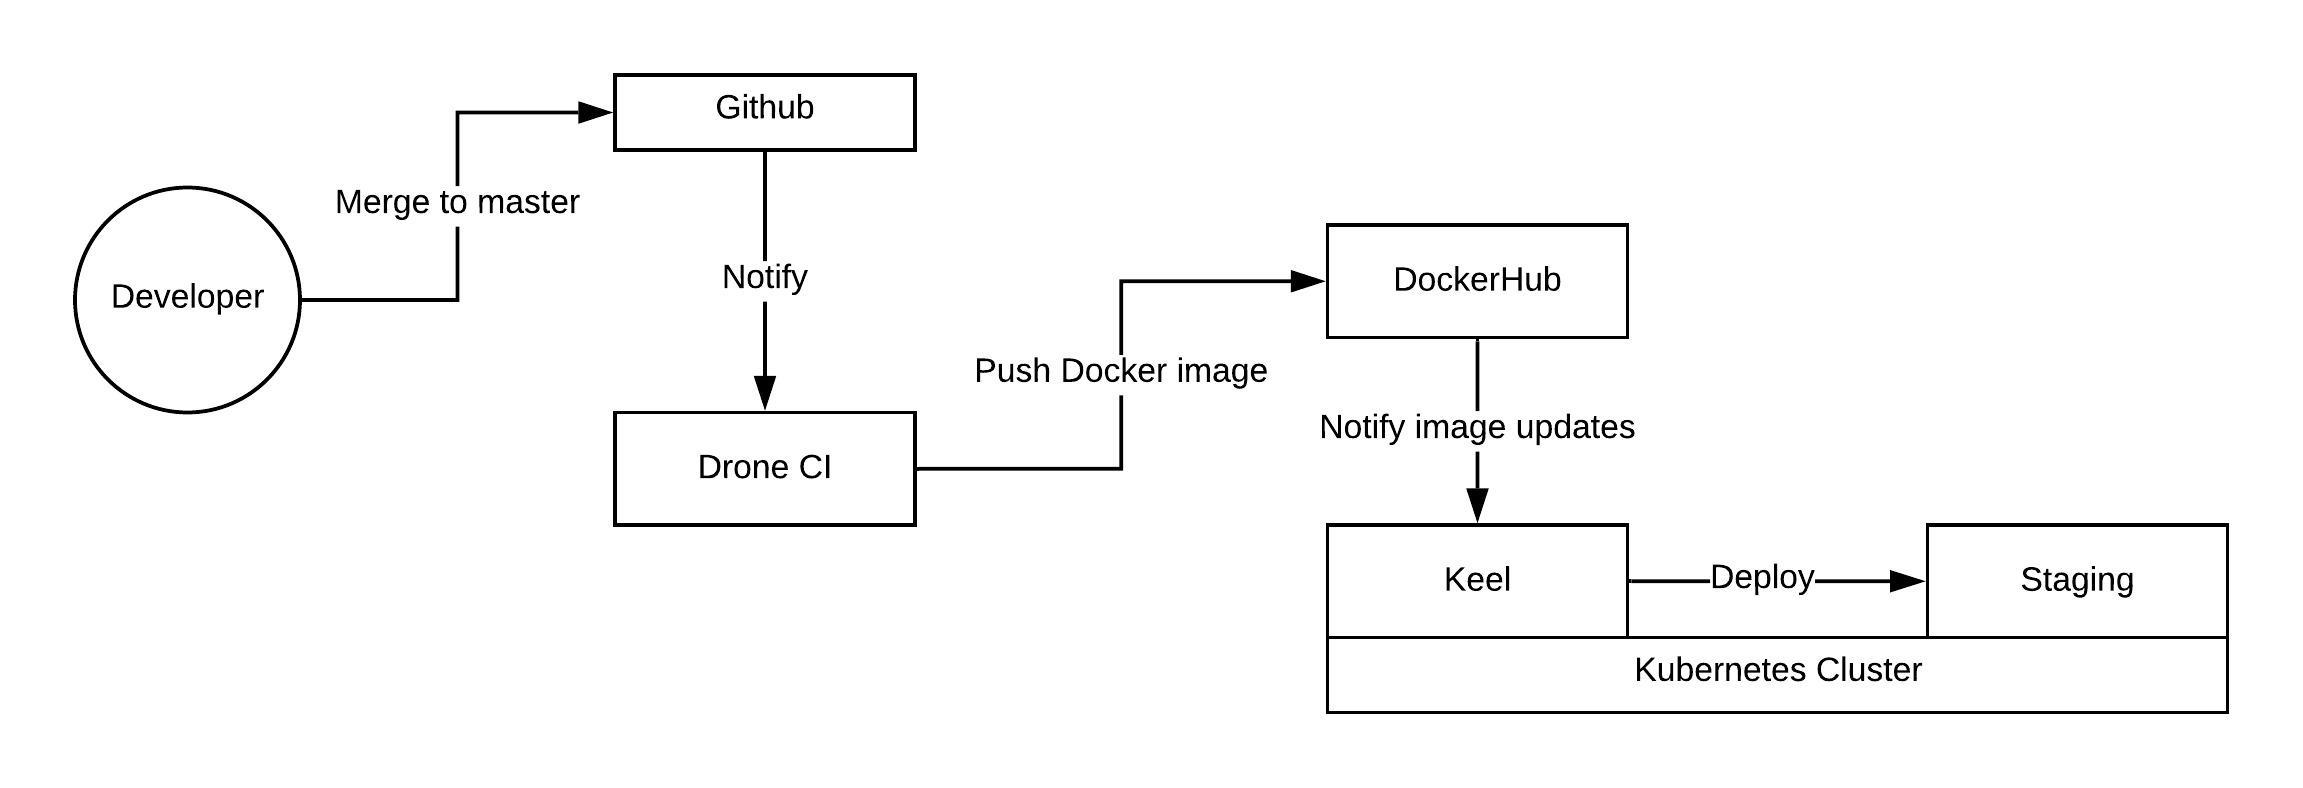 Developer
Merge to master
Github
Notify
Drone CI
Push Docker image
DockerHub
Notify image updates
Keel
Deploy
Staging
Kubernetes Cluster